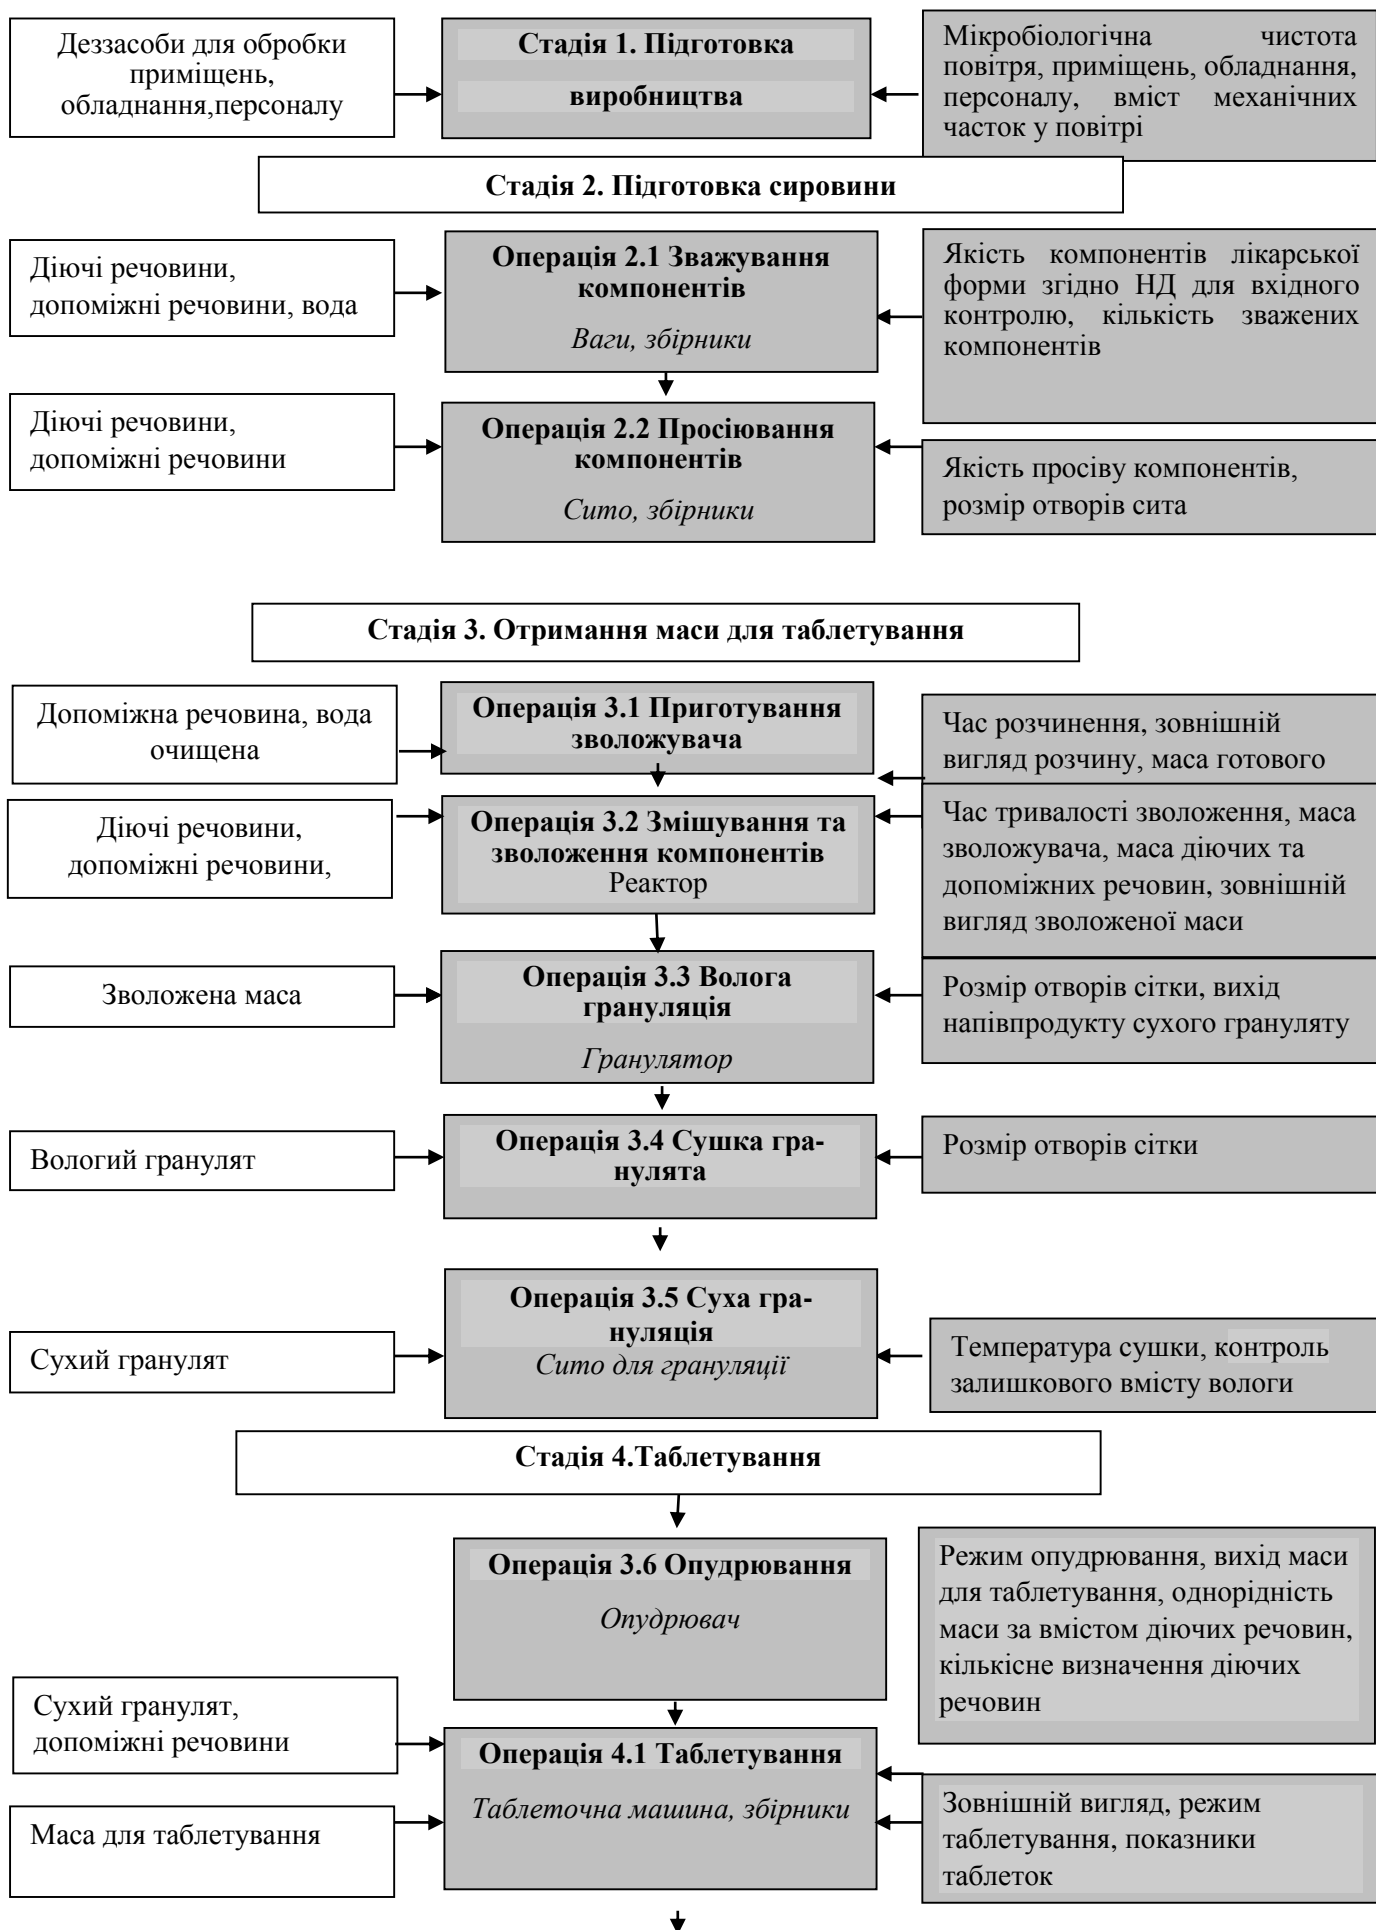 Деззасоби для обробки
приміщень,
обладнання,персоналу
Стадія 1. Підготовка
виробництва
Мікробіологічна чистота
повітря, приміщень, обладнання,
персоналу, вміст механічних
часток у повітрі
Стадія 2. Підготовка сировини
Діючі речовини,
допоміжні речовини, вода
Операція 2.1 Зважування
компонентів
Ваги, збірники
Якість компонентів лікарської
форми згідно НД для вхідного
контролю, кількість зважених
компонентів
Діючі речовини,
допоміжні речовини
Операція 2.2 Просіювання
компонентів
Сито, збірники
Якість просіву компонентів,
розмір отворів сита
Стадія 3. Отримання маси для таблетування
Допоміжна речовина, вода
очищена
Операція 3.1 Приготування
зволожувача
Час розчинення, зовнішній
вигляд розчину, маса готового
Діючі речовини,
допоміжні речовини,
Операція 3.2 Змішування та
зволоження компонентів
Реактор
Час тривалості зволоження, маса
зволожувача, маса діючих та
допоміжних речовин, зовнішній
вигляд зволоженої маси
Зволожена маса
Операція 3.3 Волога
грануляція
Гранулятор
Розмір отворів сітки, вихід
напівпродукту сухого грануляту
Вологий гранулят
Операція 3.4 Сушка гра-
нулята
Розмір отворів сітки
Сухий гранулят
Операція 3.5 Суха гра-
нуляція
Сито для грануляції
Температура сушки, контроль
залишкового вмісту вологи
Стадія 4.Таблетування
Операція 3.6 Опудрювання
Опудрювач
Режим опудрювання, вихід маси
для таблетування, однорідність
маси за вмістом діючих речовин,
кількісне визначення діючих
речовин
Сухий гранулят,
допоміжні речовини
Операція 4.1 Таблетування
Таблеточна машина, збірники
Маса для таблетування
Зовнішній вигляд, режим
таблетування, показники
таблеток